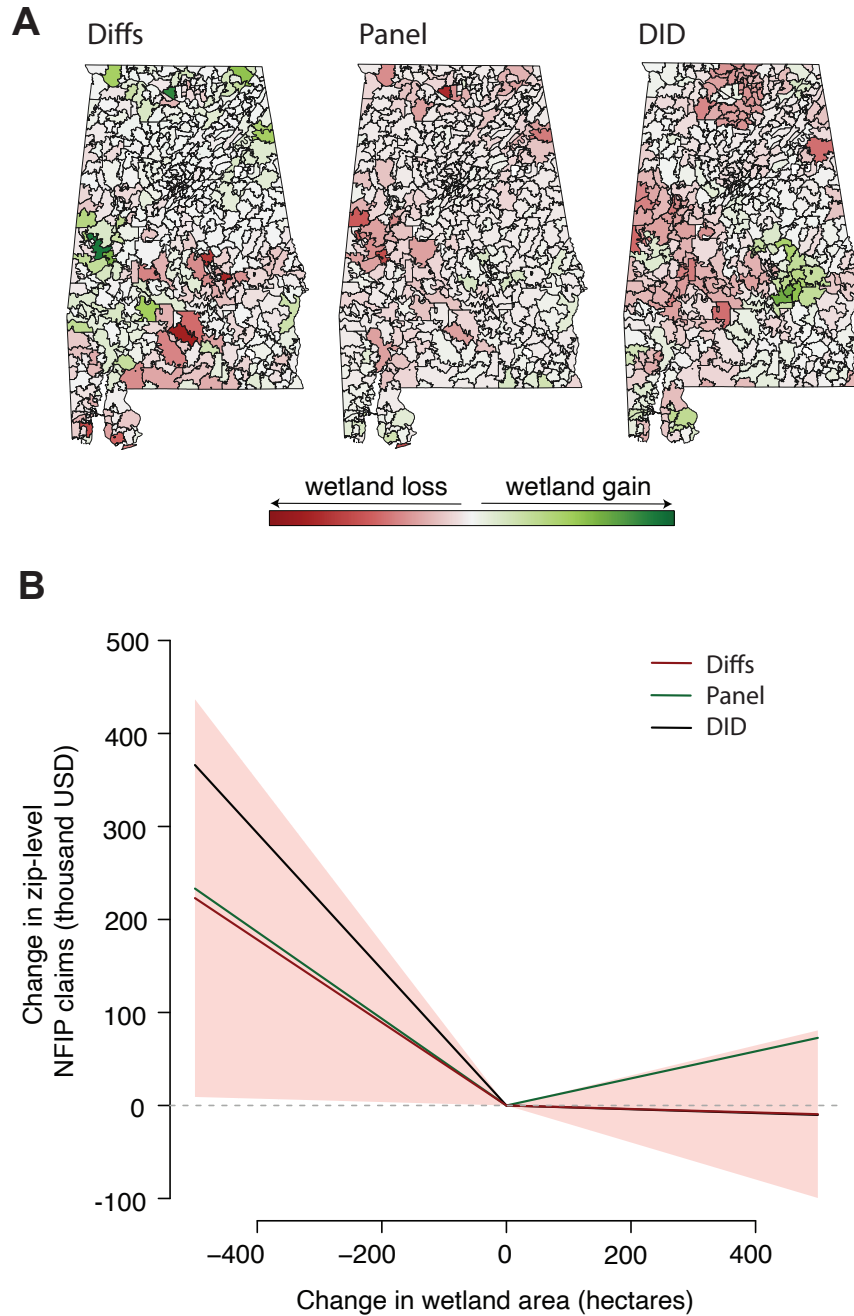 A
Diffs
Panel
DID
wetland loss
wetland gain
B
500
400
300
200
100
0
-100
Change in zip-level
NFIP claims (thousand USD)
Diffs
Panel
DID
−400
−200
0
200
400
Change in wetland area (hectares)